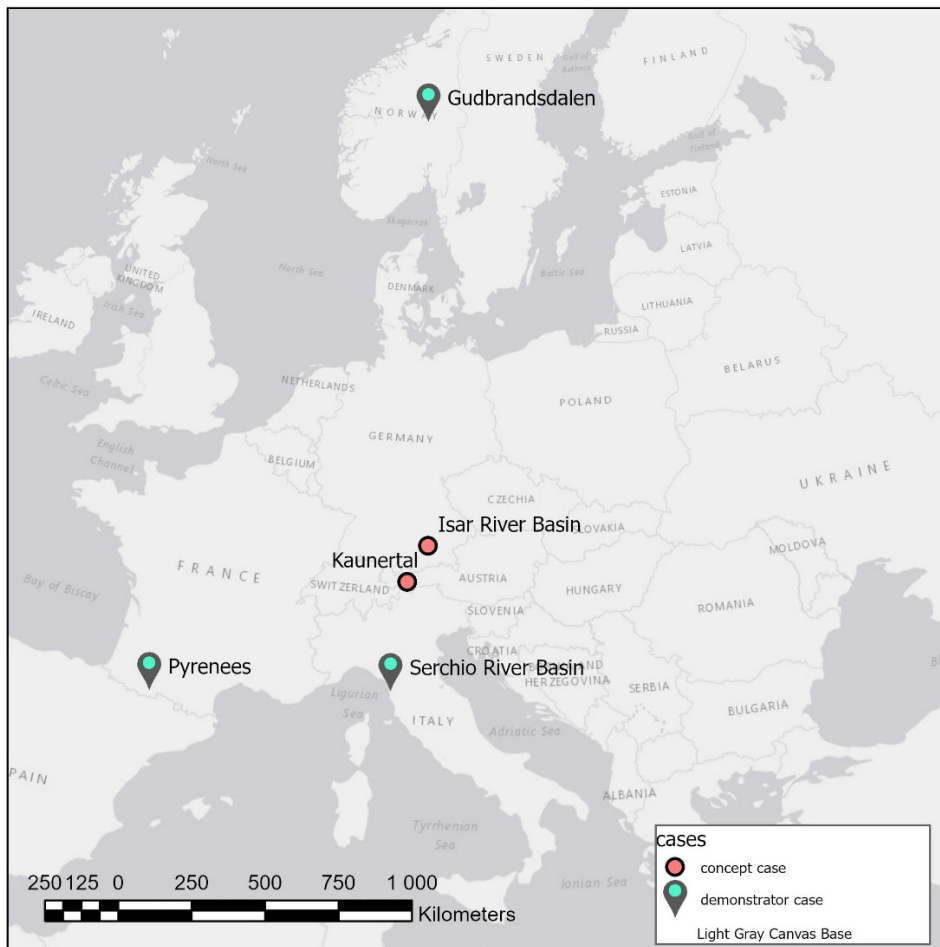 SWEDEN
FINLAND
Gulf of
Bothnia
Gudbrandsdalen
NORWAY
Gulf of
Finland
North Sea
ESTONIA
Skagerrak
LATVIA
UNITED
KINGDOM
North Sea
Baltic Sea
DENMARK
LITHUANIA
Irish Sea
IRELAND
RUSSIA
BELARUS
Celtic Sea
NETHERLANDS
POLAND
English
Channel
GERMANY
BELGIUM
UKRAINE
CZECHIA
Isar River Basin
SLOVAKIA
MOLDOVA
Kaunertal
FRANCE
SWITZERLAND
AUSTRIA
HUNGARY
Bay of Biscay
SLOVENIA
ROMANIA
CROATIA
Pyrenees
Serchio River Basin
HERZEGOVINA
SERBIA
Ligurian
Sea
BULGARIA
ITALY
Adriatic Sea
PAIN
ALBANIA
Tyrrhenian
Sea
Ionian Sea
cases
concept case
demonstrator case
Light Gray Canvas Base
250 125 0 250 500 750 1 000
Kilometers